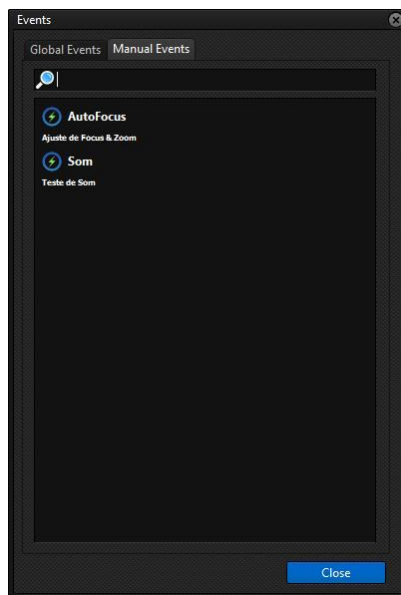 Events
Global Events Manual Events
AutoFocus
Ajuste de Focus & Zoom
Som
Teste de Som
Close